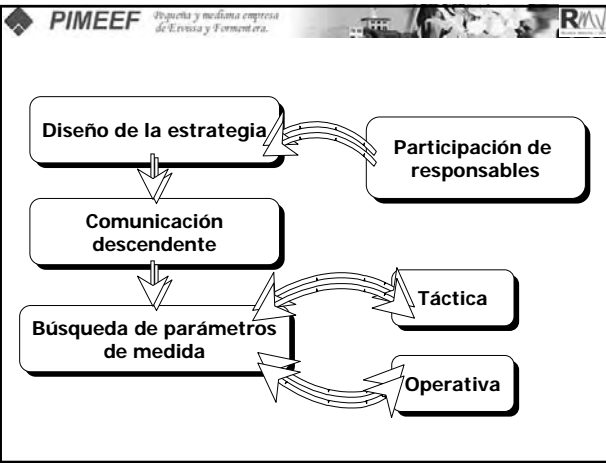 PIMEEF
Pequeña y mediana empresa
de Eivissa y Formentera.
RMV
Diseño de la estrategia
Participación de
responsables
Comunicación
descendente
Táctica
Búsqueda de parámetros
de medida
Operativa